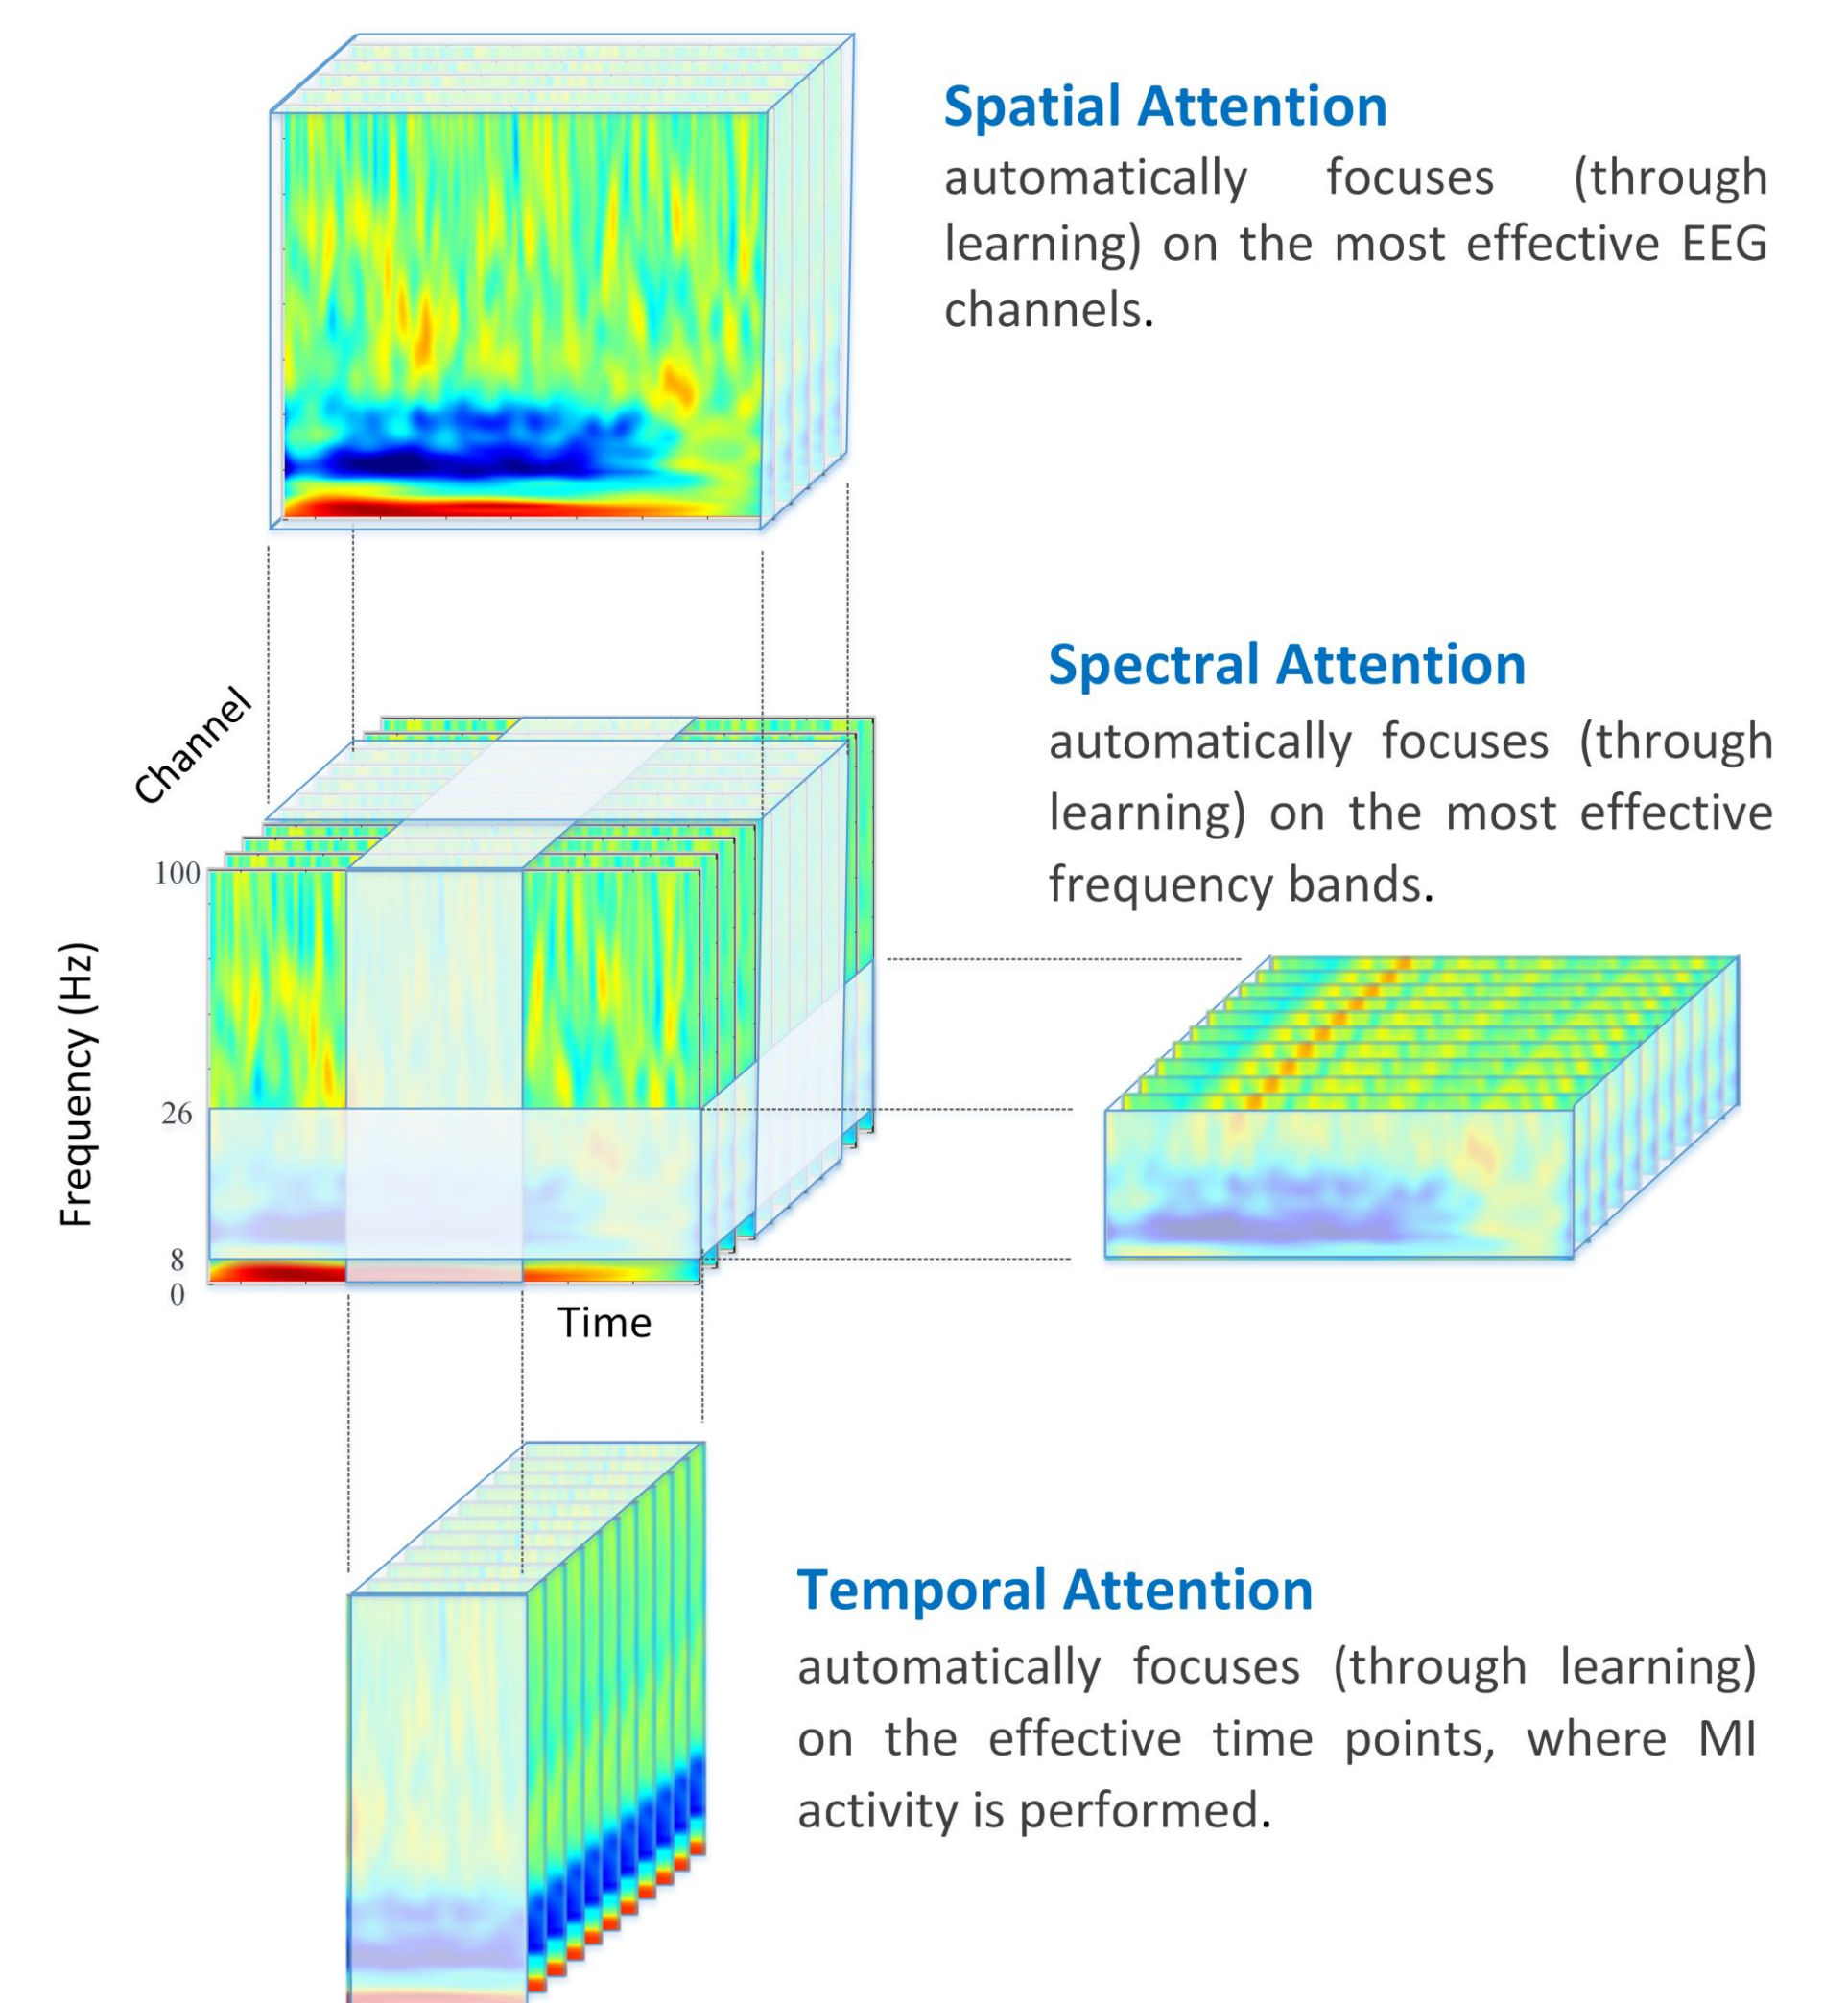 Spatial Attention
automatically focuses (through
learning) on the most effective EEG
channels.
Channel
Spectral Attention
automatically focuses (through
learning) on the most effective
frequency bands.
100
26
8
0
Frequency (Hz)
Time
Temporal Attention
automatically focuses (through learning)
on the effective time points, where MI
activity is performed.